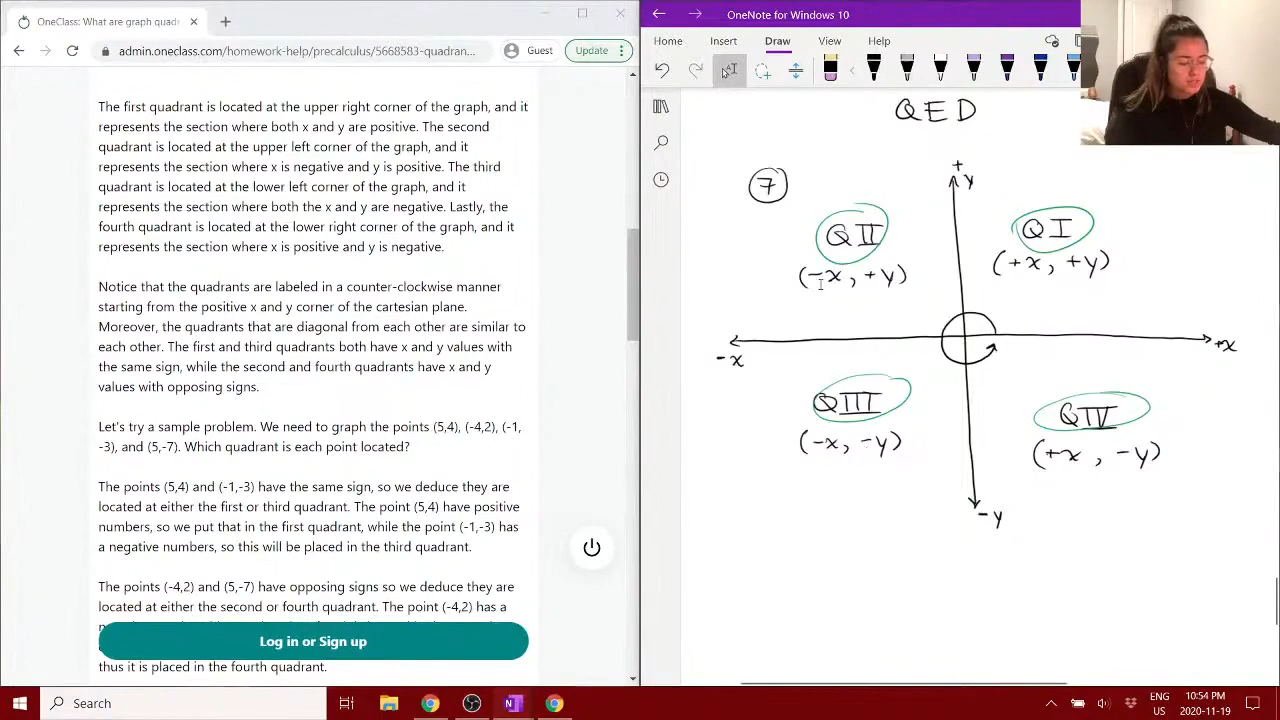 OneClass: What are graph quadr
admin.oneclass.com/homework-help/precalculus/5668583-quadran...
Guest
Update
The first quadrant is located at the upper right corner of the graph, and it
represents the section where both x and y are positive. The second
quadrant is located at the upper left corner of the graph, and it
represents the section where x is negative and y is positive. The third
quadrant is located at the lower left corner of the graph, and it
represents the section where both the x and y are negative. Lastly, the
fourth quadrant is located at the lower right corner of the graph, and it
represents the section where x is positive and y is negative.
Notice that the quadrants are labeled in a counter-clockwise manner
starting from the positive x and y corner of the cartesian plane.
Moreover, the quadrants that are diagonal from each other are similar to
each other. The first and third quadrants both have x and y values with
the same sign, while the second and fourth quadrants have x and y
values with opposing signs.
Let's try a sample problem. We need to graph the points (5,4), (-4,2), (-1,
-3), and (5,-7). Which quadrant is each point located?
The points (5,4) and (-1,-3) have the same sign, so we deduce they are
located at either the first or third quadrant. The point (5,4) have positive
numbers, so we put that in the first quadrant, while the point (-1,-3) has
a negative numbers, so this will be placed in the third quadrant.
The points (-4,2) and (5,-7) have opposing signs so we deduce they are
located at either the second or fourth quadrant. The point (-4,2) has a
Log in or Sign up
thus it is placed in the fourth quadrant.
OneNote for Windows 10
Home Insert Draw View Help
QED
7
+
y
QII
QI
(-x, +y)
(+x, +y)
-x
+x
QIII
QIV
(-x, -y)
(+x, -y)
-y
Search
ENG
US
10:54 PM
2020-11-19